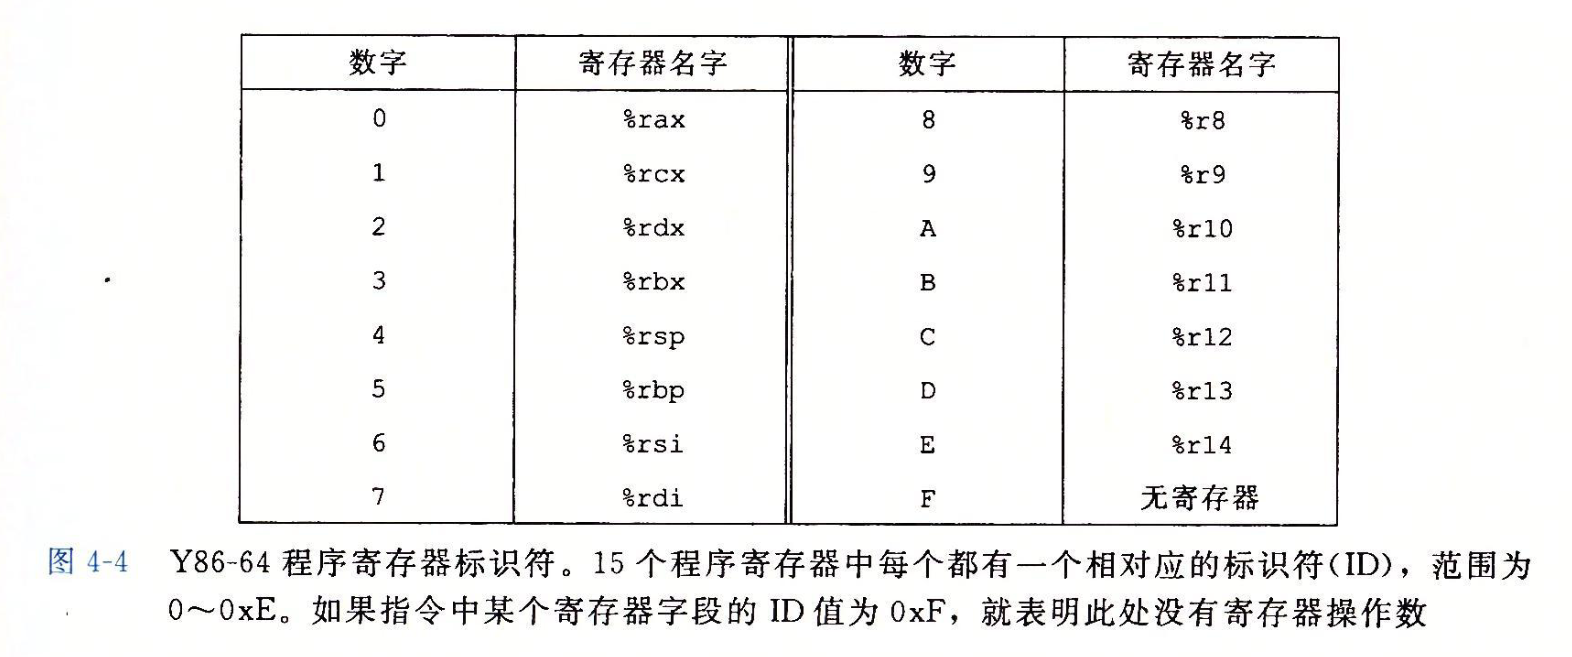 数字 寄存器名字 数字 寄存器名字
0 %rax 8 %r8
1 %rcx 9 %r9
2 %rdx A %r10
3 %rbx B %r11
4 %rsp C %r12
5 %rbp D %r13
6 %rsi E %r14
7 %rdi F 无寄存器
图 4-4 Y86-64 程序寄存器标识符。15 个程序寄存器中每个都有一个相对应的标识符(ID)，范围为
0～0xE。如果指令中某个寄存器字段的 ID 值为 0xF，就表明此处没有寄存器操作数